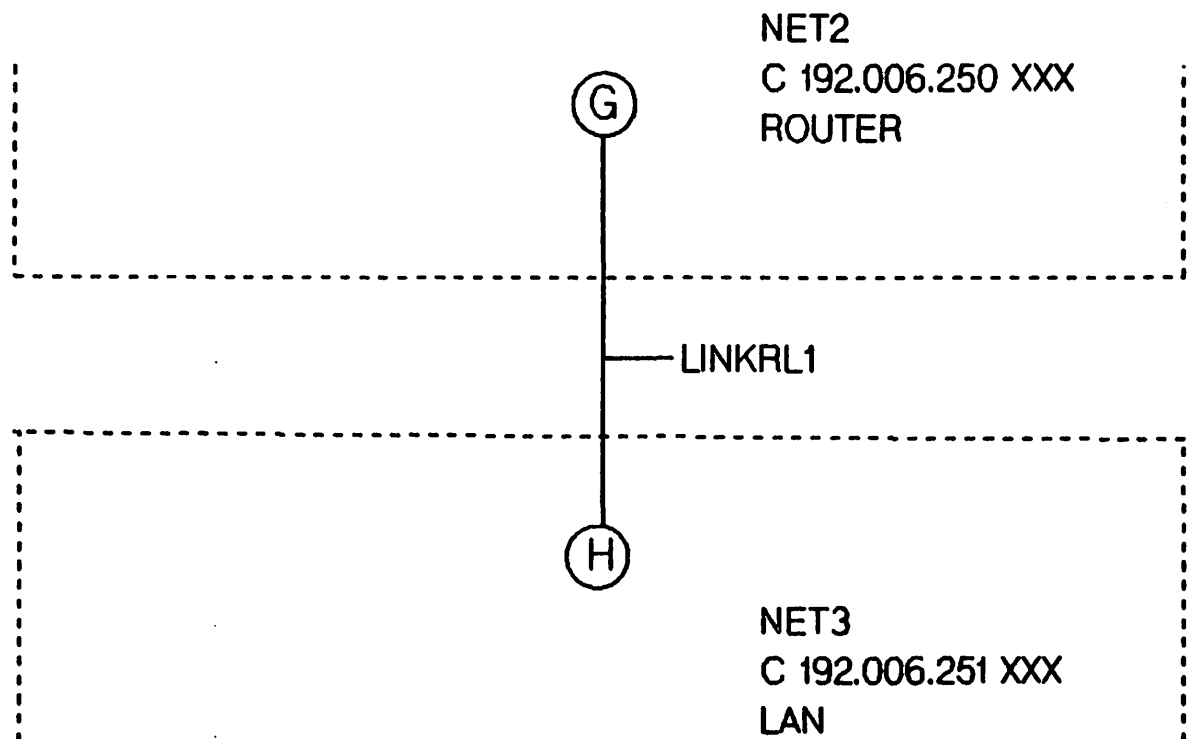 NET2
C 192.006.250 XXX
ROUTER
G
LINKRL1
H
NET3
C 192.006.251 XXX
LAN